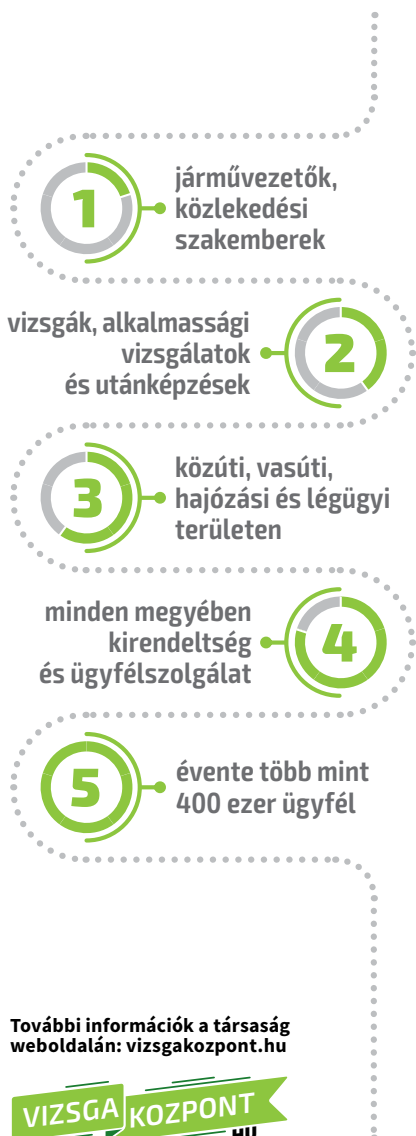 1
járművezetők,
közlekedési
szakemberek
vizsgák, alkalmassági
vizsgálatok
és utánképzések
2
3
közúti, vasúti,
hajózási és légügyi
területen
minden megyében
kirendeltség
és ügyfélszolgálat
4
5
évente több mint
400 ezer ügyfél
További információk a társaság
weboldalán: vizsgakozpont.hu
VIZSGA KOZPONT
.HU